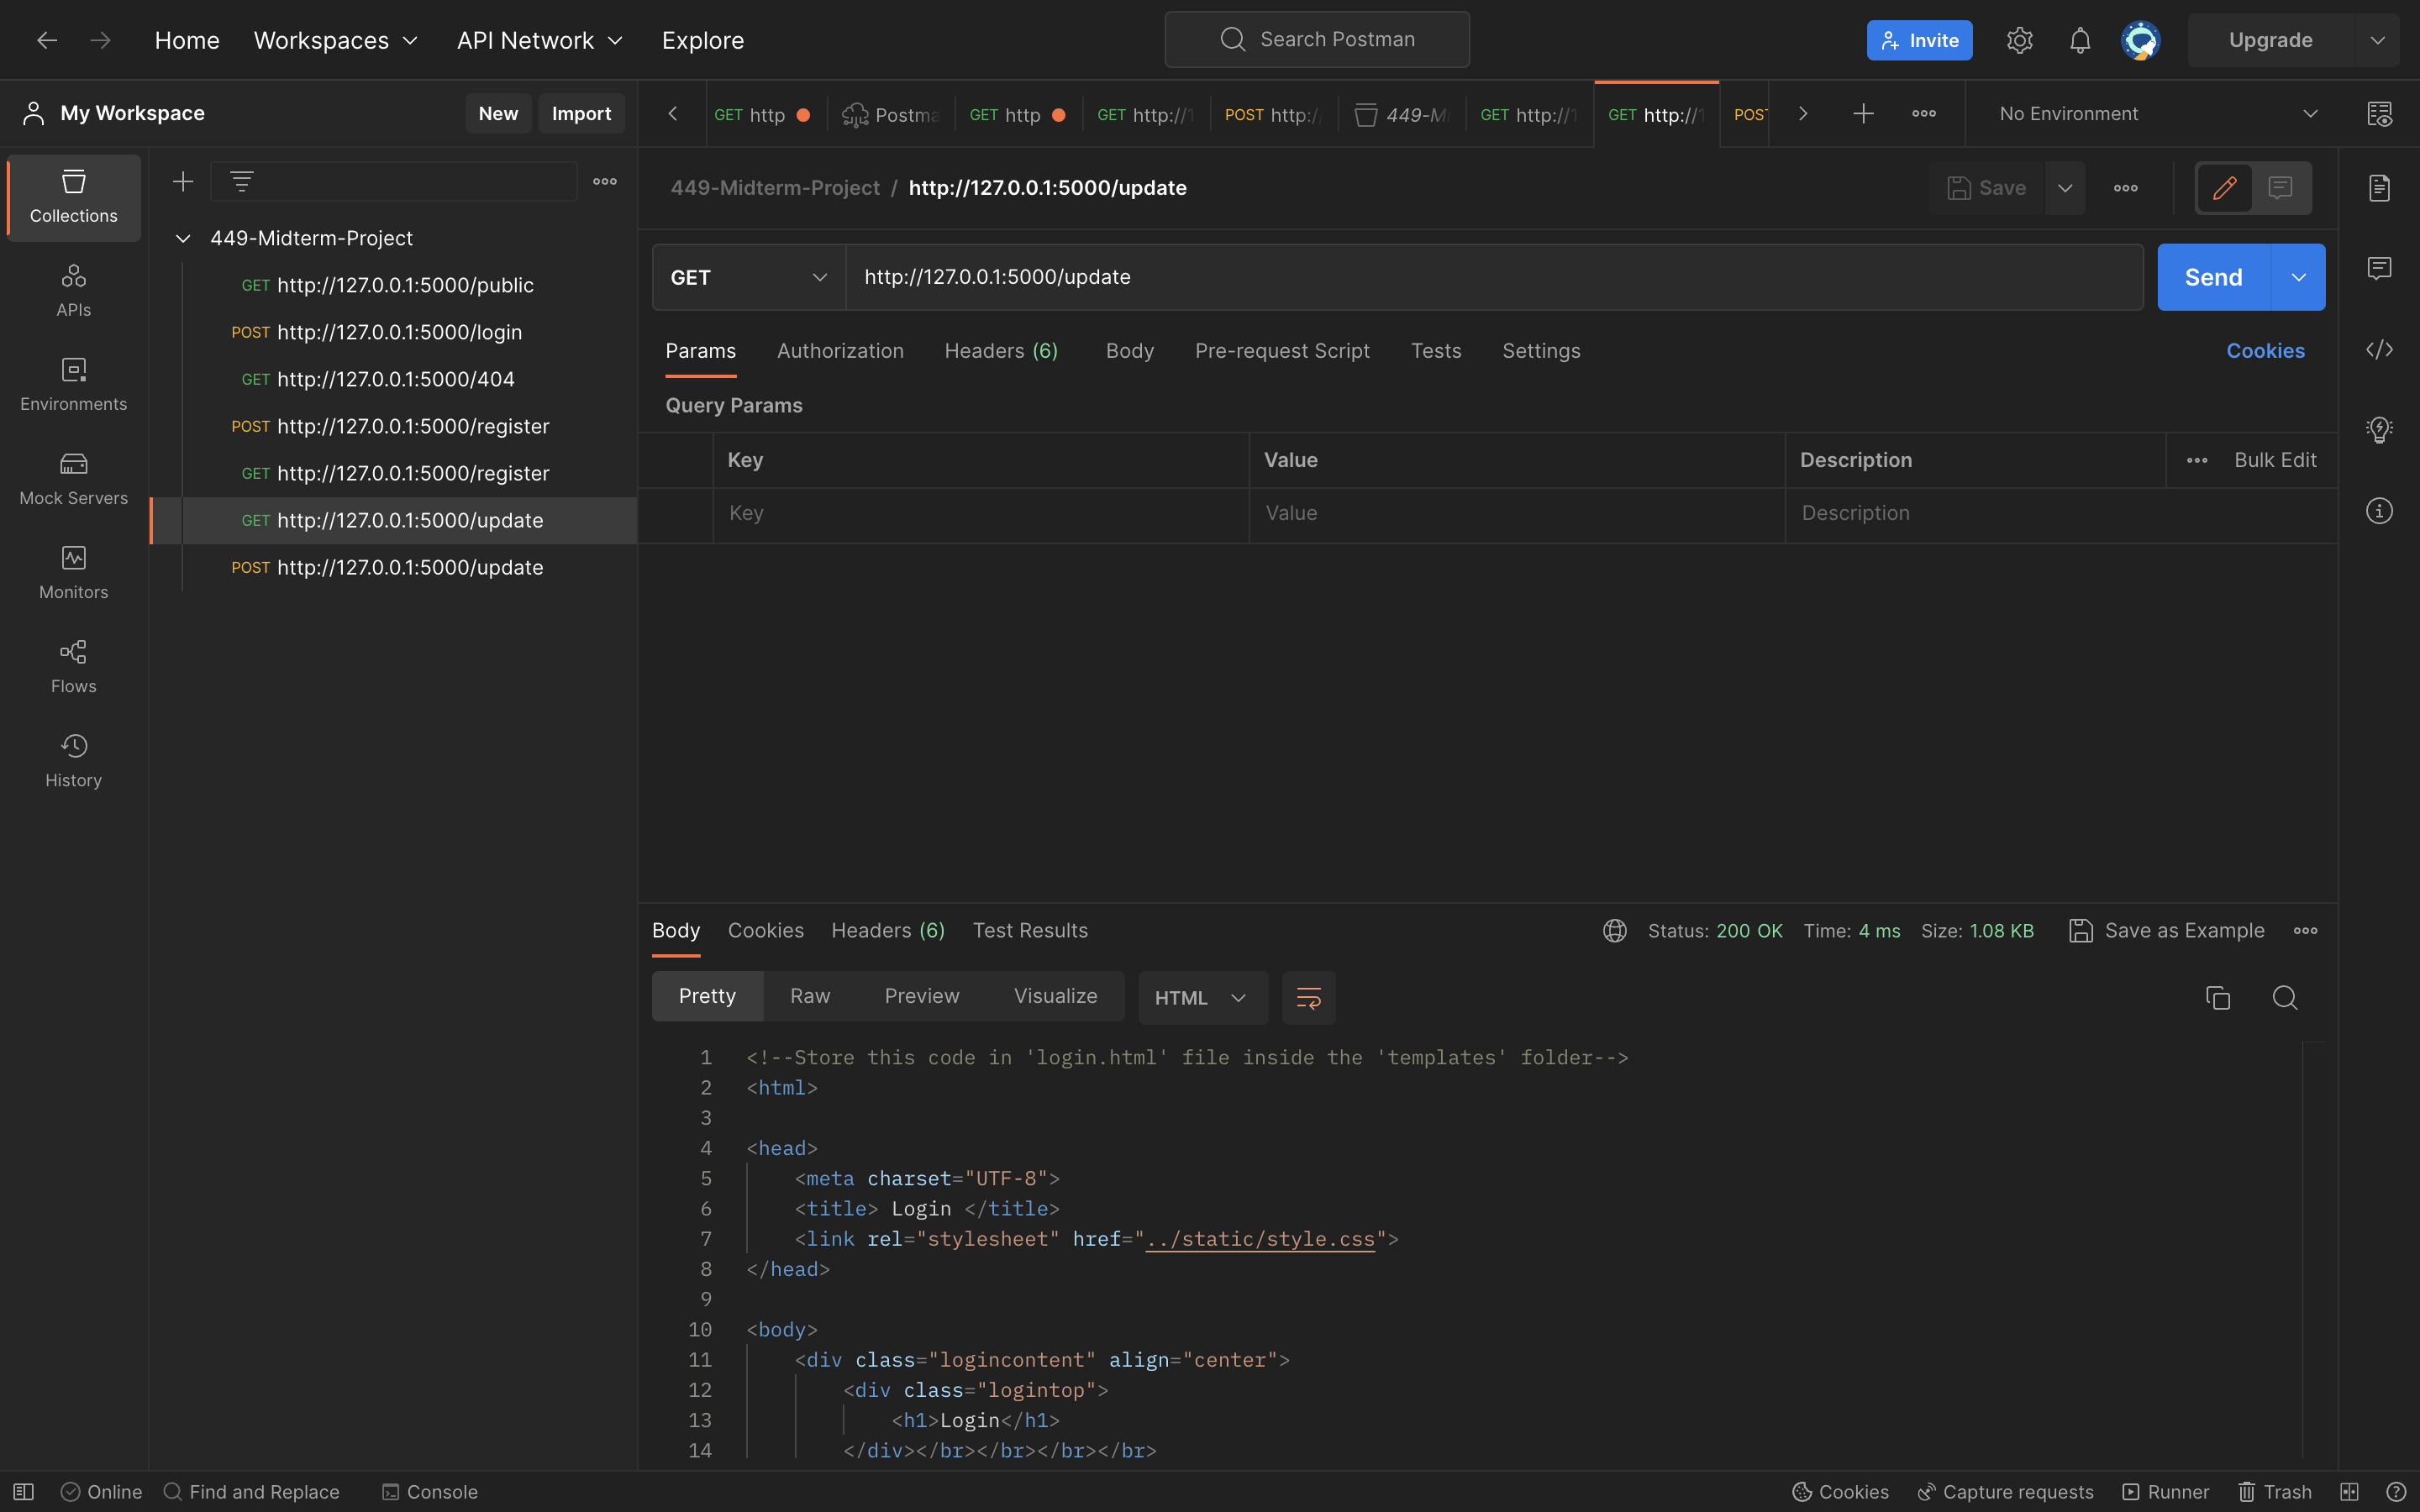 Home Workspaces API Network Explore Search Postman Invite Upgrade
My Workspace New Import GET http Postma GET http GET http://1 POST http:/ 449-M GET http://1 GET http://1 POST No Environment
Collections
APIs
Environments
Mock Servers
Monitors
Flows
History
449-Midterm-Project
GET http://127.0.0.1:5000/public
POST http://127.0.0.1:5000/login
GET http://127.0.0.1:5000/404
POST http://127.0.0.1:5000/register
GET http://127.0.0.1:5000/register
GET http://127.0.0.1:5000/update
POST http://127.0.0.1:5000/update
449-Midterm-Project / http://127.0.0.1:5000/update Save
GET http://127.0.0.1:5000/update Send
Params Authorization Headers (6) Body Pre-request Script Tests Settings Cookies
Query Params
Key Value Description Bulk Edit
Key Value Description
Body Cookies Headers (6) Test Results Status: 200 OK Time: 4 ms Size: 1.08 KB Save as Example
Pretty Raw Preview Visualize HTML
1 <!--Store this code in 'login.html' file inside the 'templates' folder-->
2 <html>
3
4 <head>
5 <meta charset="UTF-8">
6 <title> Login </title>
7 <link rel="stylesheet" href="../static/style.css">
8 </head>
9
10 <body>
11 <div class="logincontent" align="center">
12 <div class="logintop">
13 <h1>Login</h1>
14 </div></br></br></br></br>
Online Find and Replace Console Cookies Capture requests Runner Trash